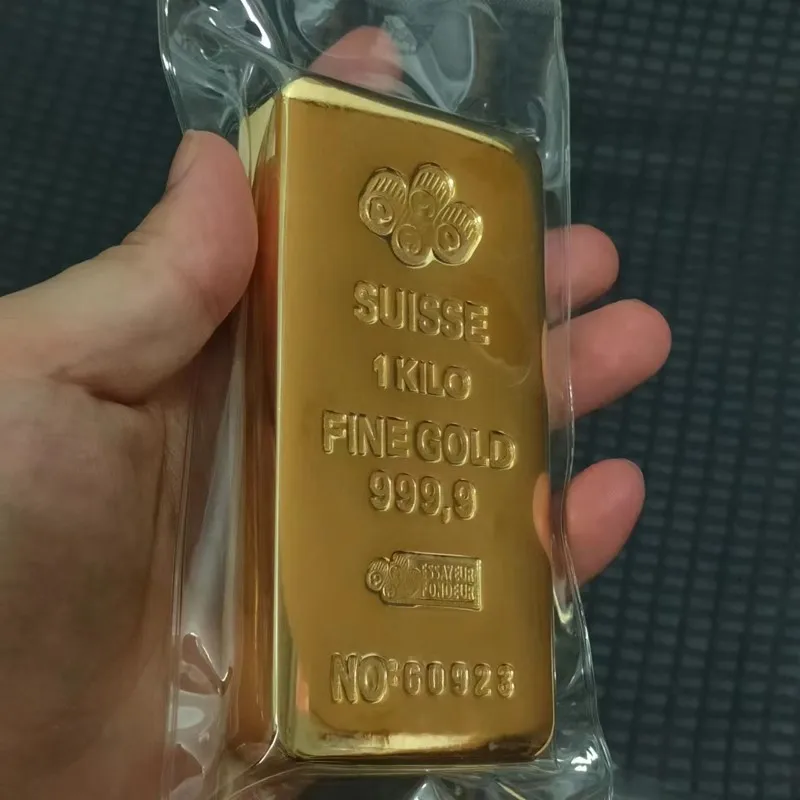 SUISSE
1 KILO
FINE GOLD
999,9
ESSAYEUR
FONDEUR
NO:60923